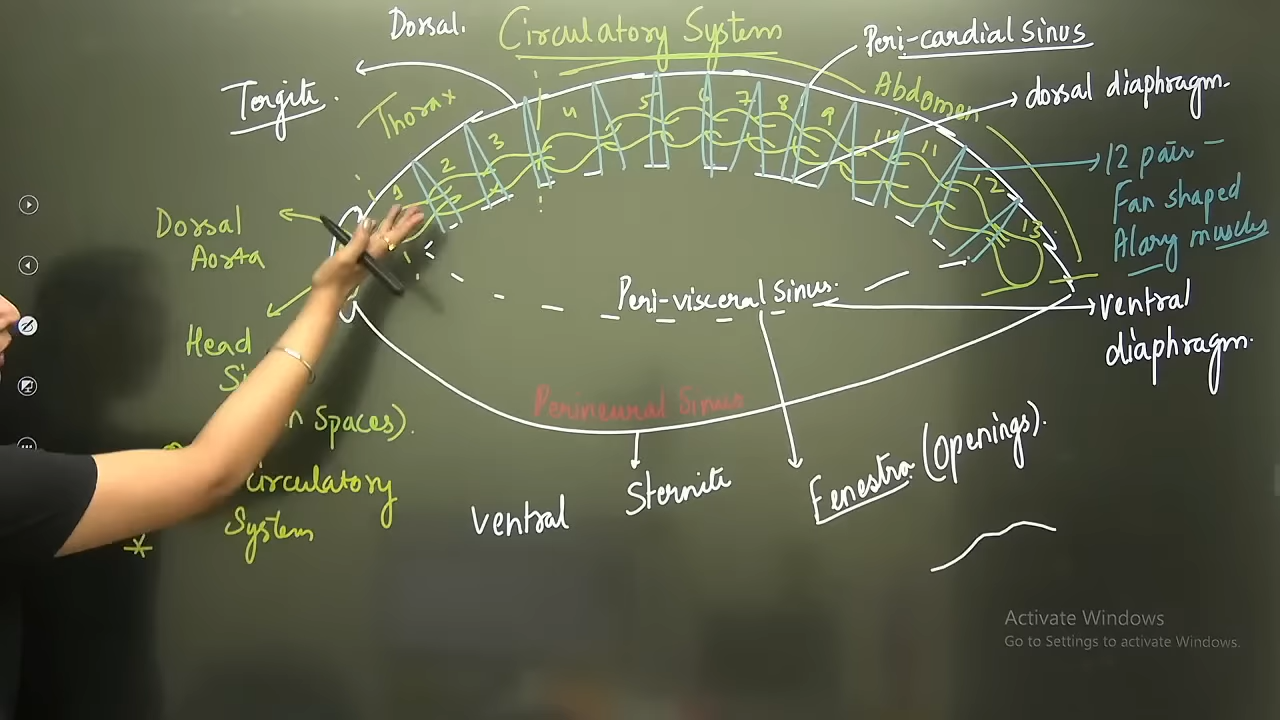 Dorsal.
Circulatory System
Peri-cardial sinus
Tergite.
Thorax
Abdomen
dorsal diaphragm.
1 2 3 4 5 6 7 8 9 10 11 12 13
12 pair -
Fan shaped
Alary muscles
Dorsal
Aorta
Peri-visceral Sinus.
ventral
diaphragm.
Head
Perineural Sinus
Spaces).
Circulatory
System
*
Sternite
ventral
Fenestra (Openings).
Activate Windows
Go to Settings to activate Windows.